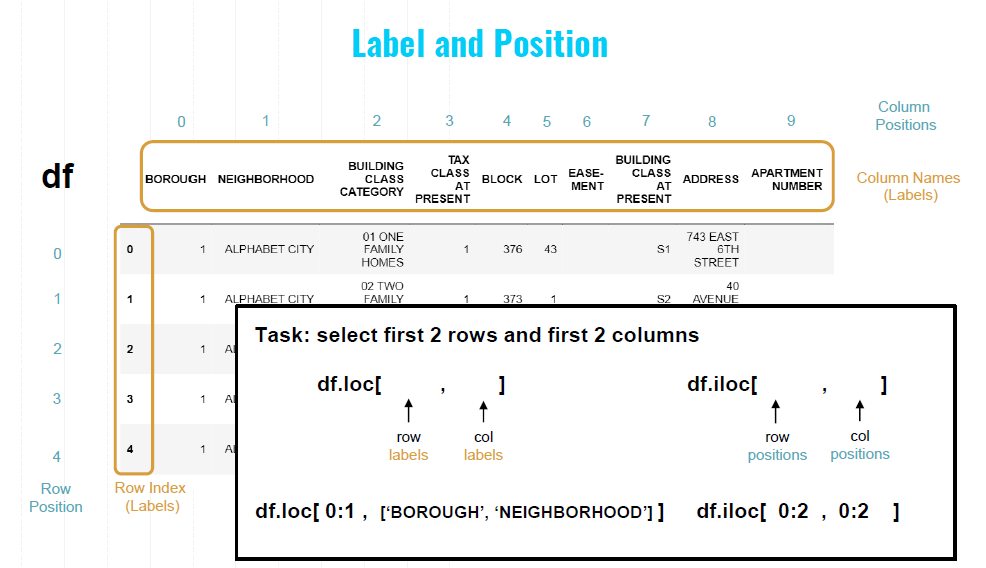 Label and Position
Column
Positions
0 1 2 3 4 5 6 7 8 9
df
BOROUGH NEIGHBORHOOD BUILDING CLASS CATEGORY TAX CLASS AT PRESENT BLOCK LOT EASE-MENT BUILDING CLASS AT PRESENT ADDRESS APARTMENT NUMBER
Column Names
(Labels)
0 0 1 ALPHABET CITY 01 ONE FAMILY HOMES 1 376 43 S1 743 EAST 6TH STREET
1 1 1 ALPHABET CITY 02 TWO FAMILY 1 373 1 S2 40 AVENUE
2 2 1
3 3 1
4 4 1
Row
Position
Row Index
(Labels)
Task: select first 2 rows and first 2 columns
df.loc[ , ]
row
labels
col
labels
df.iloc[ , ]
row
positions
col
positions
df.loc[ 0:1 , [‘BOROUGH’, ‘NEIGHBORHOOD’] ]
df.iloc[ 0:2 , 0:2 ]